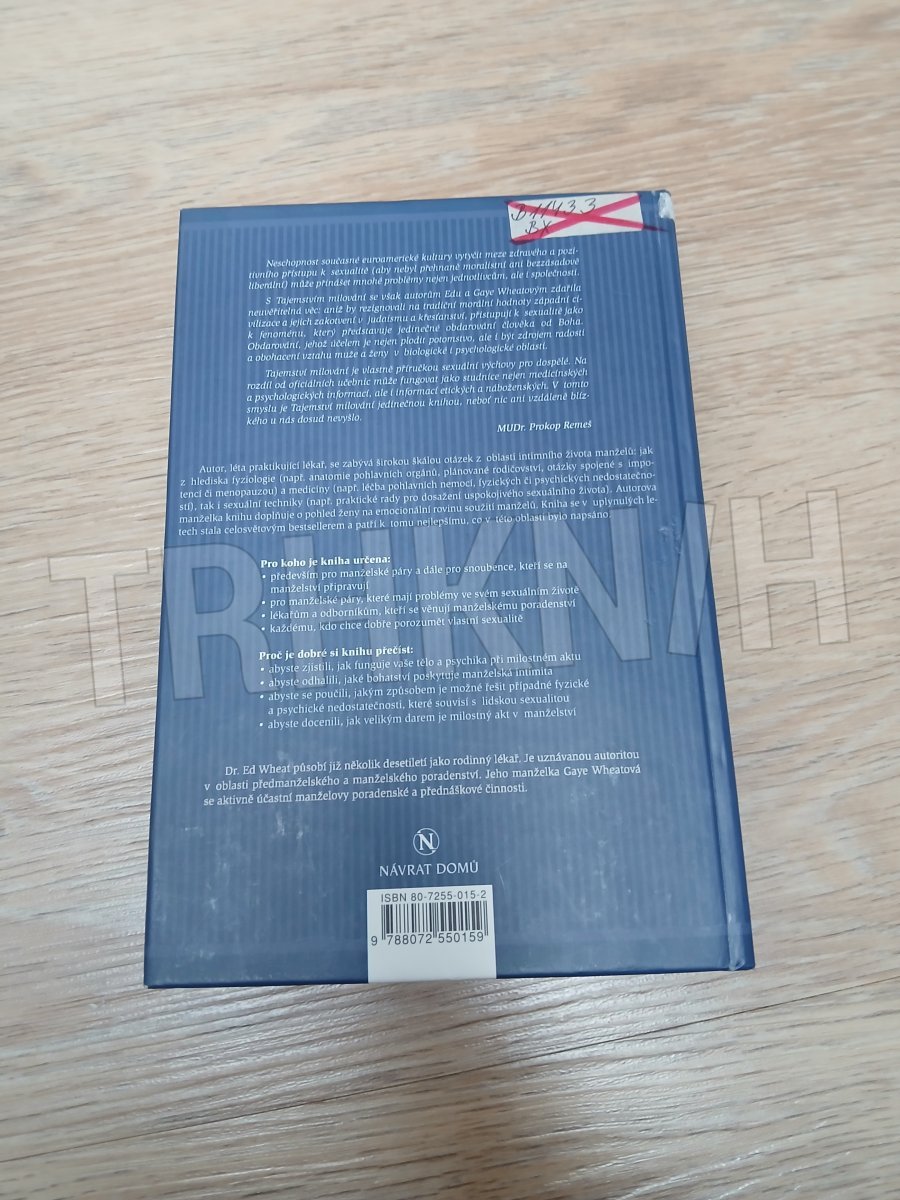 B11433
BX
Neschopnost současné euroamerické kultury vytyčit meze zdravého a pozi-
tivního přístupu k sexualitě (aby nebyl přehnaně moralistní ani bezzásadově
liberální) může přinášet mnohé problémy nejen jednotlivcům, ale i společnosti.
S Tajemstvím milování se však autorům Edu a Gaye Wheatovým zdařila
neuvěřitelná věc: aniž by rezignovali na tradiční morální hodnoty západní ci-
vilizace a jejich zakotvení v judaismu a křesťanství, přistupují k sexualitě jako
k fenoménu, který představuje jedinečné obdarování člověka od Boha.
Obdarování, jehož účelem je nejen plodit potomstvo, ale i být zdrojem radosti
a obohacení vztahu muže a ženy v biologické i psychologické oblasti.
Tajemství milování je vlastně příručkou sexuální výchovy pro dospělé. Na
rozdíl od oficiálních učebnic může fungovat jako studnice nejen medicínských
a psychologických informací, ale i informací etických a náboženských. V tomto
smyslu je Tajemství milování jedinečnou knihou, neboť nic ani vzdáleně blíz-
kého u nás dosud nevyšlo.
MUDr. Prokop Remeš
Autor, léta praktikující lékař, se zabývá širokou škálou otázek z oblasti intimního života manželů: jak
z hlediska fyziologie (např. anatomie pohlavních orgánů, plánované rodičovství, otázky spojené s impo-
tencí či menopauzou) a medicíny (např. léčba pohlavních nemocí, fyzických či psychických nedostatečno-
stí), tak i sexuální techniky (např. praktické rady pro dosažení uspokojivého sexuálního života). Autorova
manželka knihu doplňuje o pohled ženy na emocionální rovinu soužití manželů. Kniha se v uplynulých le-
tech stala celosvětovým bestsellerem a patří k tomu nejlepšímu, co v této oblasti bylo napsáno.
Pro koho je kniha určena:
• především pro manželské páry a dále pro snoubence, kteří se na
manželství připravují
• pro manželské páry, které mají problémy ve svém sexuálním životě
• lékařům a odborníkům, kteří se věnují manželskému poradenství
• každému, kdo chce dobře porozumět vlastní sexualitě
Proč je dobré si knihu přečíst:
• abyste zjistili, jak funguje vaše tělo a psychika při milostném aktu
• abyste odhalili, jaké bohatství poskytuje manželská intimita
• abyste se poučili, jakým způsobem je možné řešit případné fyzické
a psychické nedostatečnosti, které souvisí s lidskou sexualitou
• abyste docenili, jak velikým darem je milostný akt v manželství
Dr. Ed Wheat působí již několik desetiletí jako rodinný lékař. Je uznávanou autoritou
v oblasti předmanželského a manželského poradenství. Jeho manželka Gaye Wheatová
se aktivně účastní manželovy poradenské a přednáškové činnosti.
N
NÁVRAT DOMŮ
ISBN 80-7255-015-2
9 788072 550159
TRHKNIH